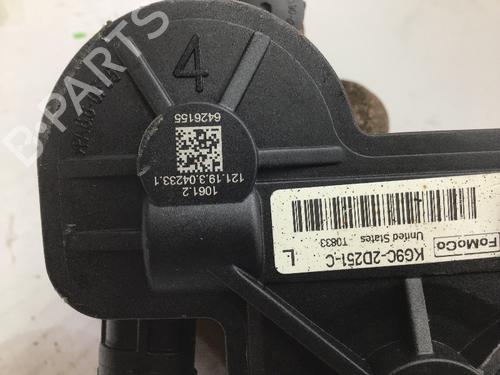 4
6426155
1061.2
121.19.3.04233.1
FoMoCo
KG9C-2D251-C
United States T0833
L
B-PARTS